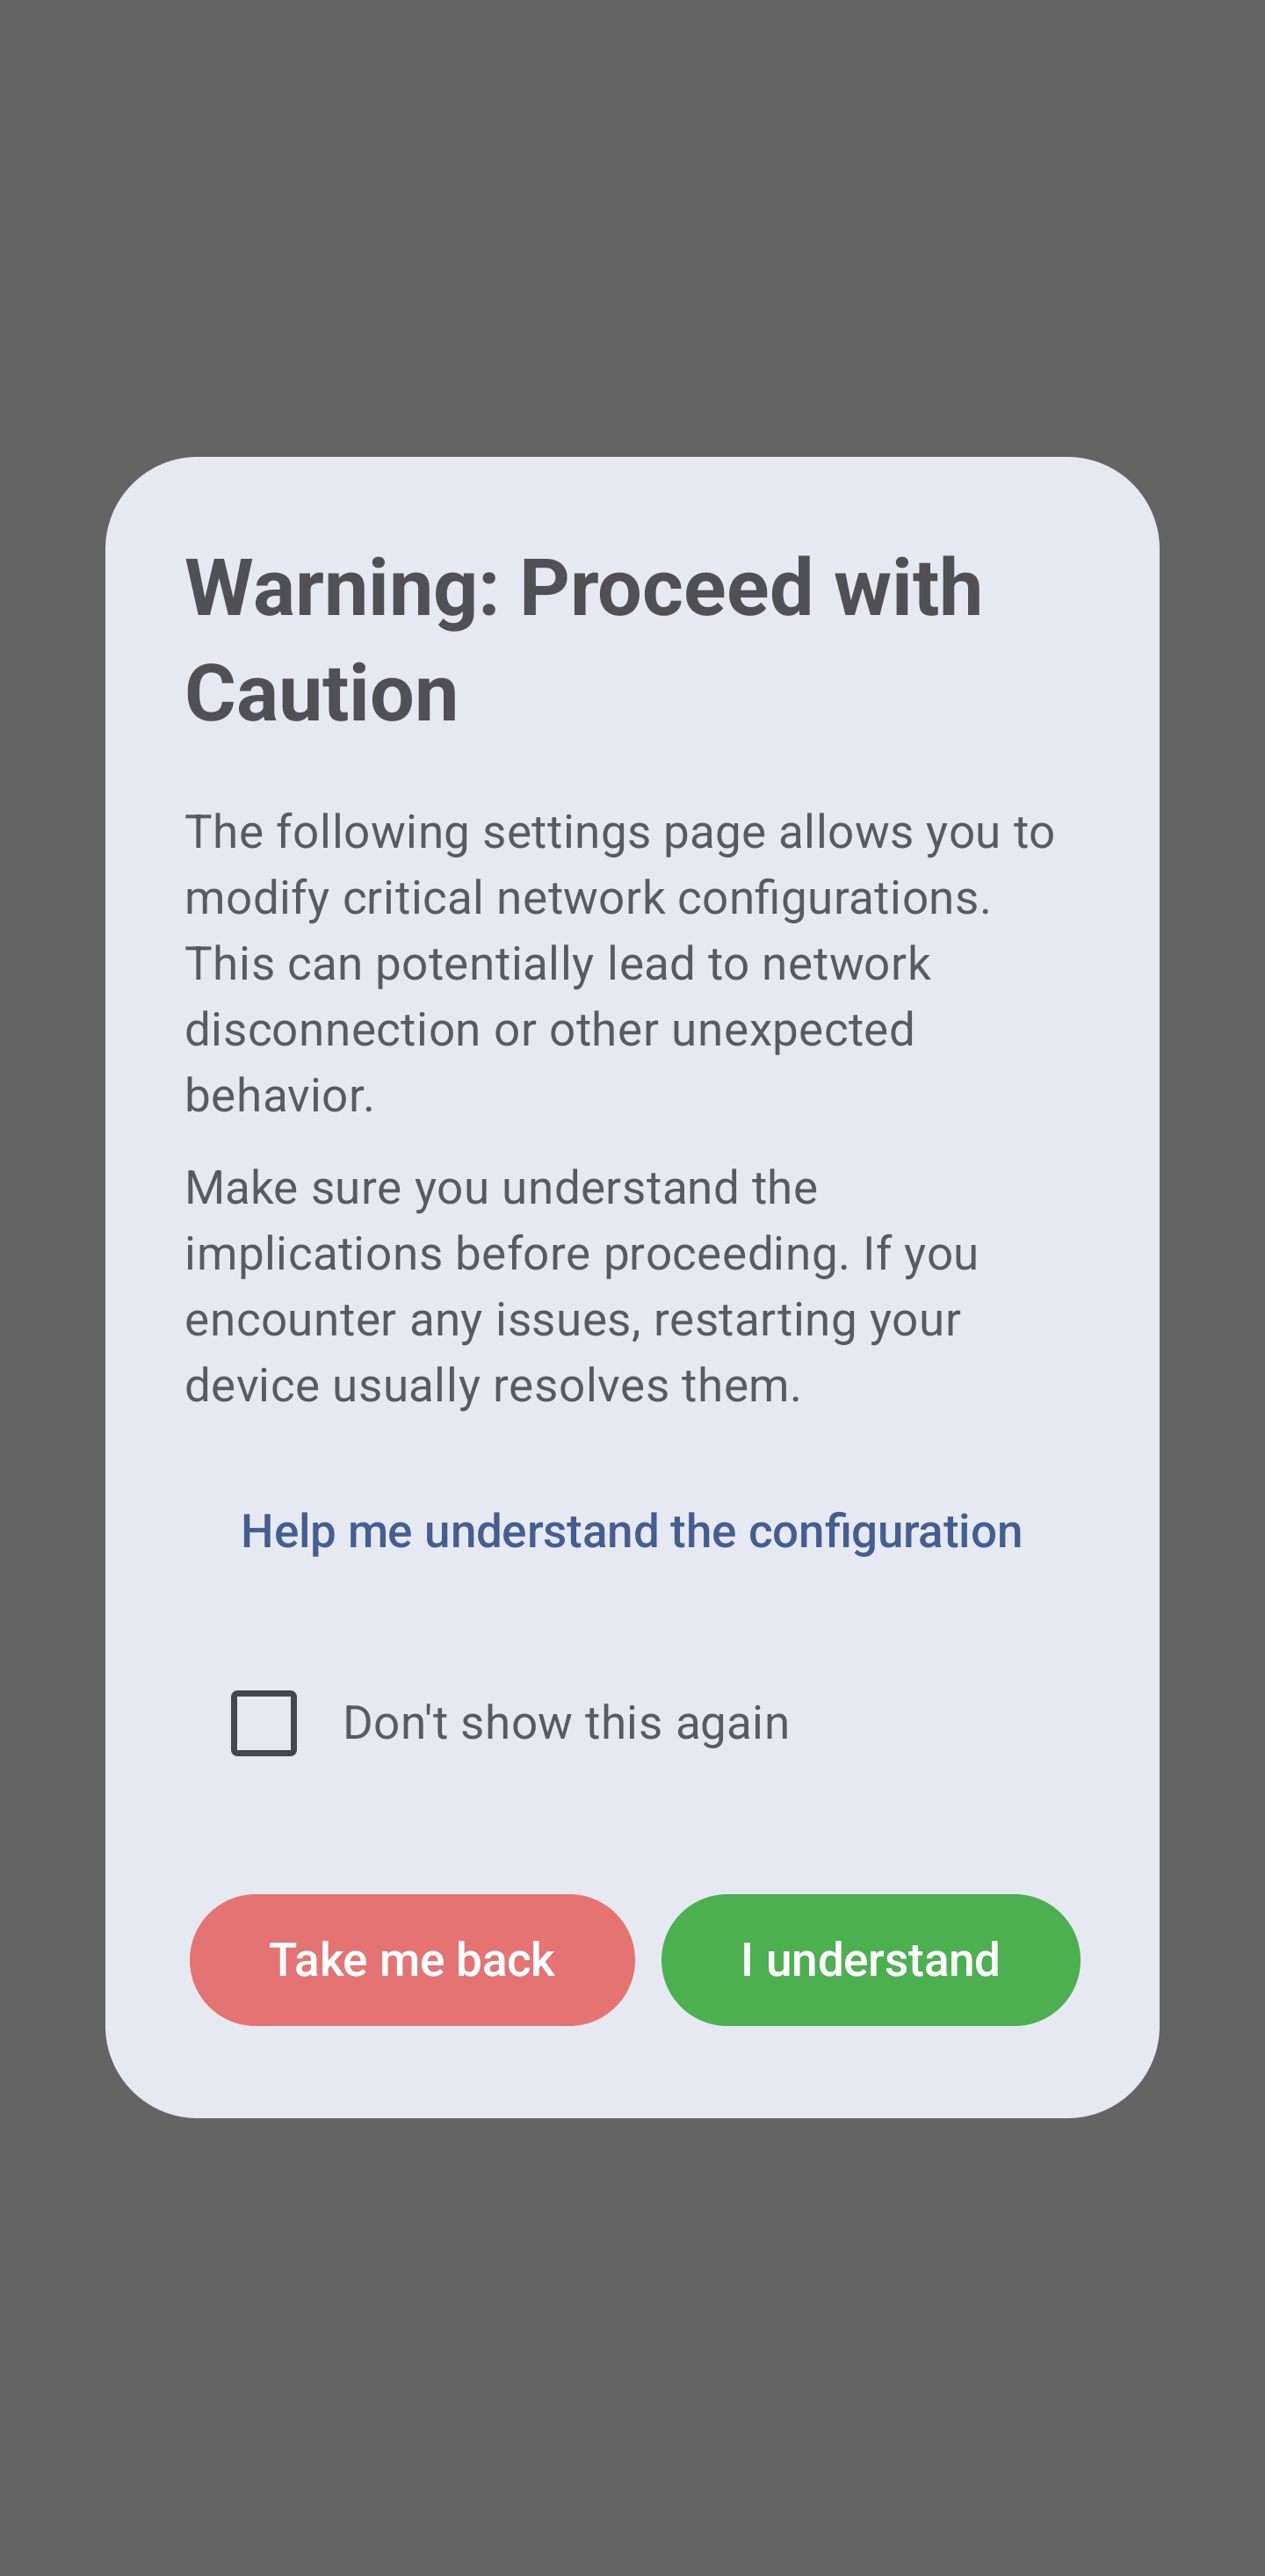 Warning: Proceed with
Caution
The following settings page allows you to
modify critical network configurations.
This can potentially lead to network
disconnection or other unexpected
behavior.
Make sure you understand the
implications before proceeding. If you
encounter any issues, restarting your
device usually resolves them.
Help me understand the configuration
Don't show this again
Take me back
I understand